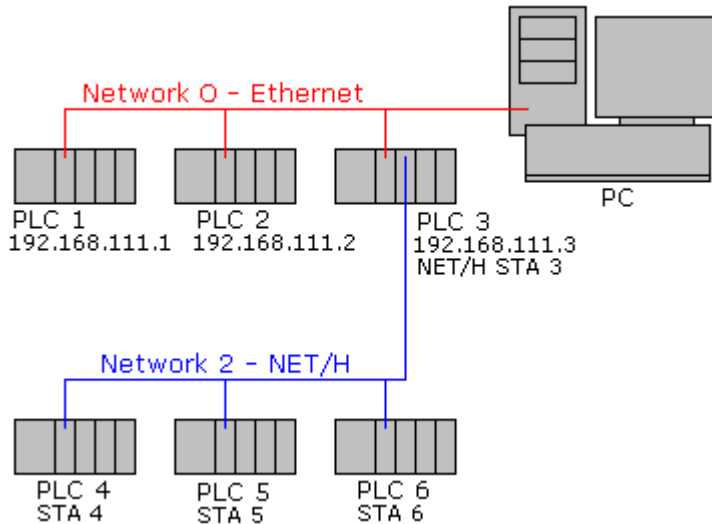 Network 0 - Ethernet
PC
PLC 1
192.168.111.1
PLC 2
192.168.111.2
PLC 3
192.168.111.3
NET/H STA 3
Network 2 - NET/H
PLC 4
STA 4
PLC 5
STA 5
PLC 6
STA 6